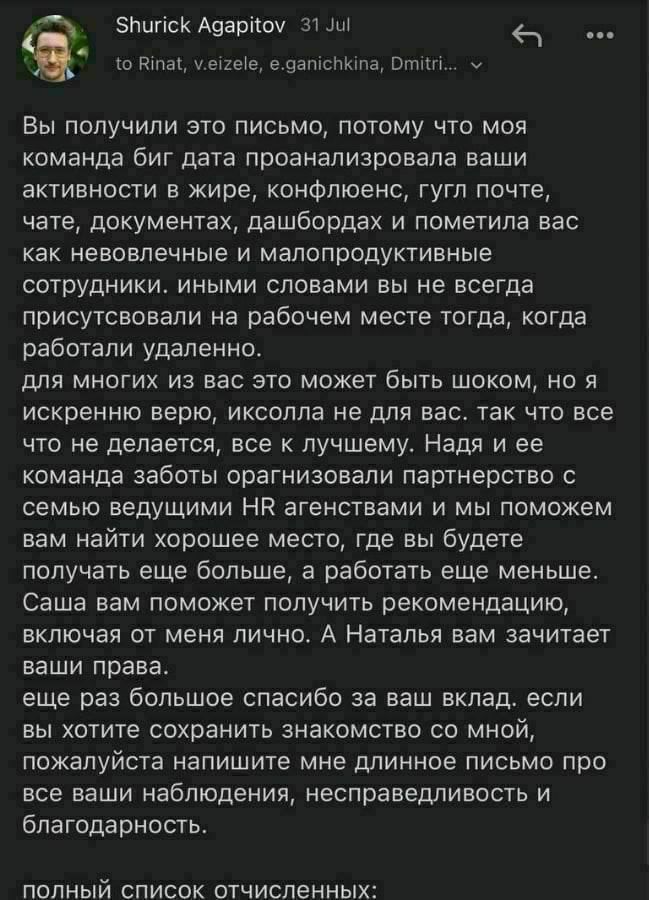 Shurick Agapitov 31 Jul
to Rinat, v.eizele, e.ganichkina, Dmitri...
Вы получили это письмо, потому что моя
команда биг дата проанализировала ваши
активности в жире, конфлюенс, гугл почте,
чате, документах, дашбордах и пометила вас
как невовлечные и малопродуктивные
сотрудники. иными словами вы не всегда
присутсвовали на рабочем месте тогда, когда
работали удаленно.
для многих из вас это может быть шоком, но я
искренню верю, иксолла не для вас. так что все
что не делается, все к лучшему. Надя и ее
команда заботы орагнизовали партнерство с
семью ведущими HR агенствами и мы поможем
вам найти хорошее место, где вы будете
получать еще больше, а работать еще меньше.
Саша вам поможет получить рекомендацию,
включая от меня лично. А Наталья вам зачитает
ваши права.
еще раз большое спасибо за ваш вклад. если
вы хотите сохранить знакомство со мной,
пожалуйста напишите мне длинное письмо про
все ваши наблюдения, несправедливость и
благодарность.
полный список отчисленных: